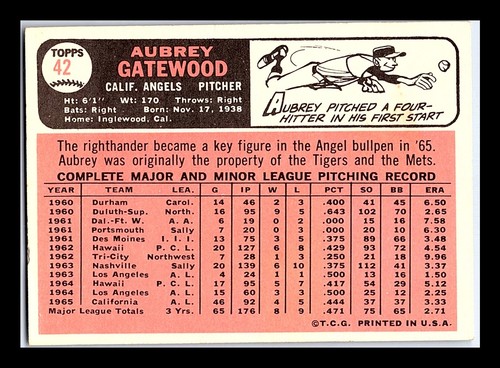 TOPPS
42
AUBREY
GATEWOOD
CALIF. ANGELS PITCHER
Ht: 6'1" Wt: 170 Throws: Right
Bats: Right Born: Nov. 17, 1938
Home: Inglewood, Cal.
AUBREY PITCHED A FOUR-
HITTER IN HIS FIRST START
The righthander became a key figure in the Angel bullpen in '65.
Aubrey was originally the property of the Tigers and the Mets.
COMPLETE MAJOR AND MINOR LEAGUE PITCHING RECORD
YEAR TEAM LEA. G IP W L PCT SO BB ERA
1960 Durham Carol. 14 46 2 3 .400 41 45 6.50
1960 Duluth-Sup. North. 16 95 9 5 .643 102 70 2.65
1961 Dal.-Ft. W. A. A. 6 19 0 2 .000 15 16 7.58
1961 Portsmouth Sally 7 20 0 3 .000 20 10 6.30
1961 Des Moines I. I. I. 13 75 3 5 .375 89 66 3.48
1962 Hawaii P. C. L. 20 127 6 8 .429 93 72 4.54
1962 Tri-City Northwest 7 28 1 3 .250 21 18 9.96
1963 Nashville Sally 20 139 6 10 .375 112 41 3.37
1963 Los Angeles A. L. 4 24 1 1 .500 13 16 1.50
1964 Hawaii P. C. L. 17 95 5 7 .417 54 29 5.12
1964 Los Angeles A. L. 15 60 3 3 .500 25 12 2.25
1965 California A. L. 46 92 4 5 .444 37 37 3.33
Major League Totals 3 Yrs. 65 176 8 9 .471 75 65 2.71
©T.C.G. PRINTED IN U.S.A.